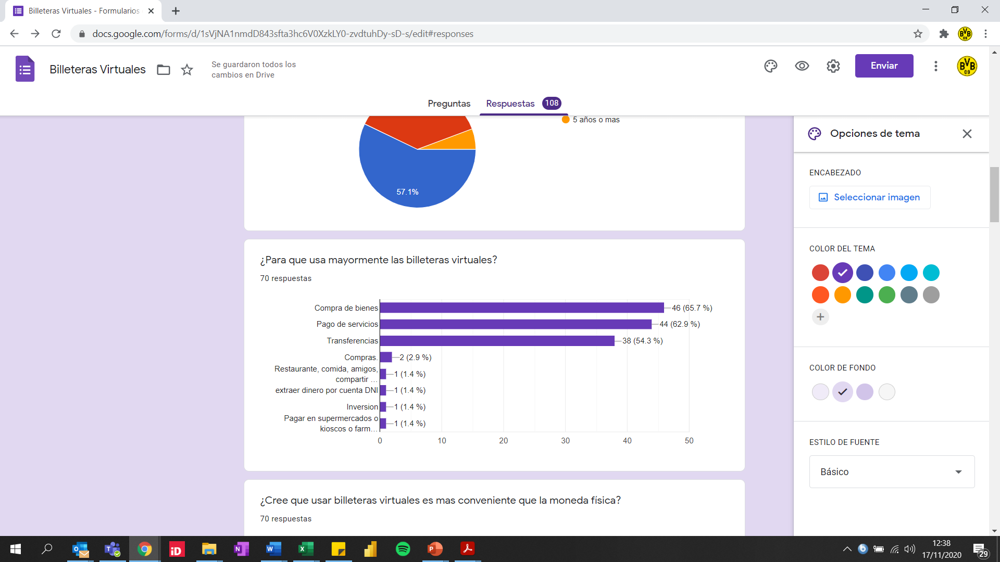 Billeteras Virtuales - Formularios
docs.google.com/forms/d/1sVjNA1nmdD843sfta3hc6V0XzkLY0-zvdtuhDy-sD-s/edit#responses
Billeteras Virtuales
Se guardaron todos los
cambios en Drive
Enviar
Preguntas
Respuestas
108
5 años o mas
57.1%
¿Para que usa mayormente las billeteras virtuales?
70 respuestas
Compra de bienes
46 (65.7 %)
Pago de servicios
44 (62.9 %)
Transferencias
38 (54.3 %)
Compras.
2 (2.9 %)
Restaurante, comida, amigos,
compartir …
1 (1.4 %)
extraer dinero por cuenta DNI
1 (1.4 %)
Inversion
1 (1.4 %)
Pagar en supermercados o
kioscos o farm…
1 (1.4 %)
0 10 20 30 40 50
¿Cree que usar billeteras virtuales es mas conveniente que la moneda física?
70 respuestas
Opciones de tema
ENCABEZADO
Seleccionar imagen
COLOR DEL TEMA
COLOR DE FONDO
ESTILO DE FUENTE
Básico
12:38
17/11/2020
29